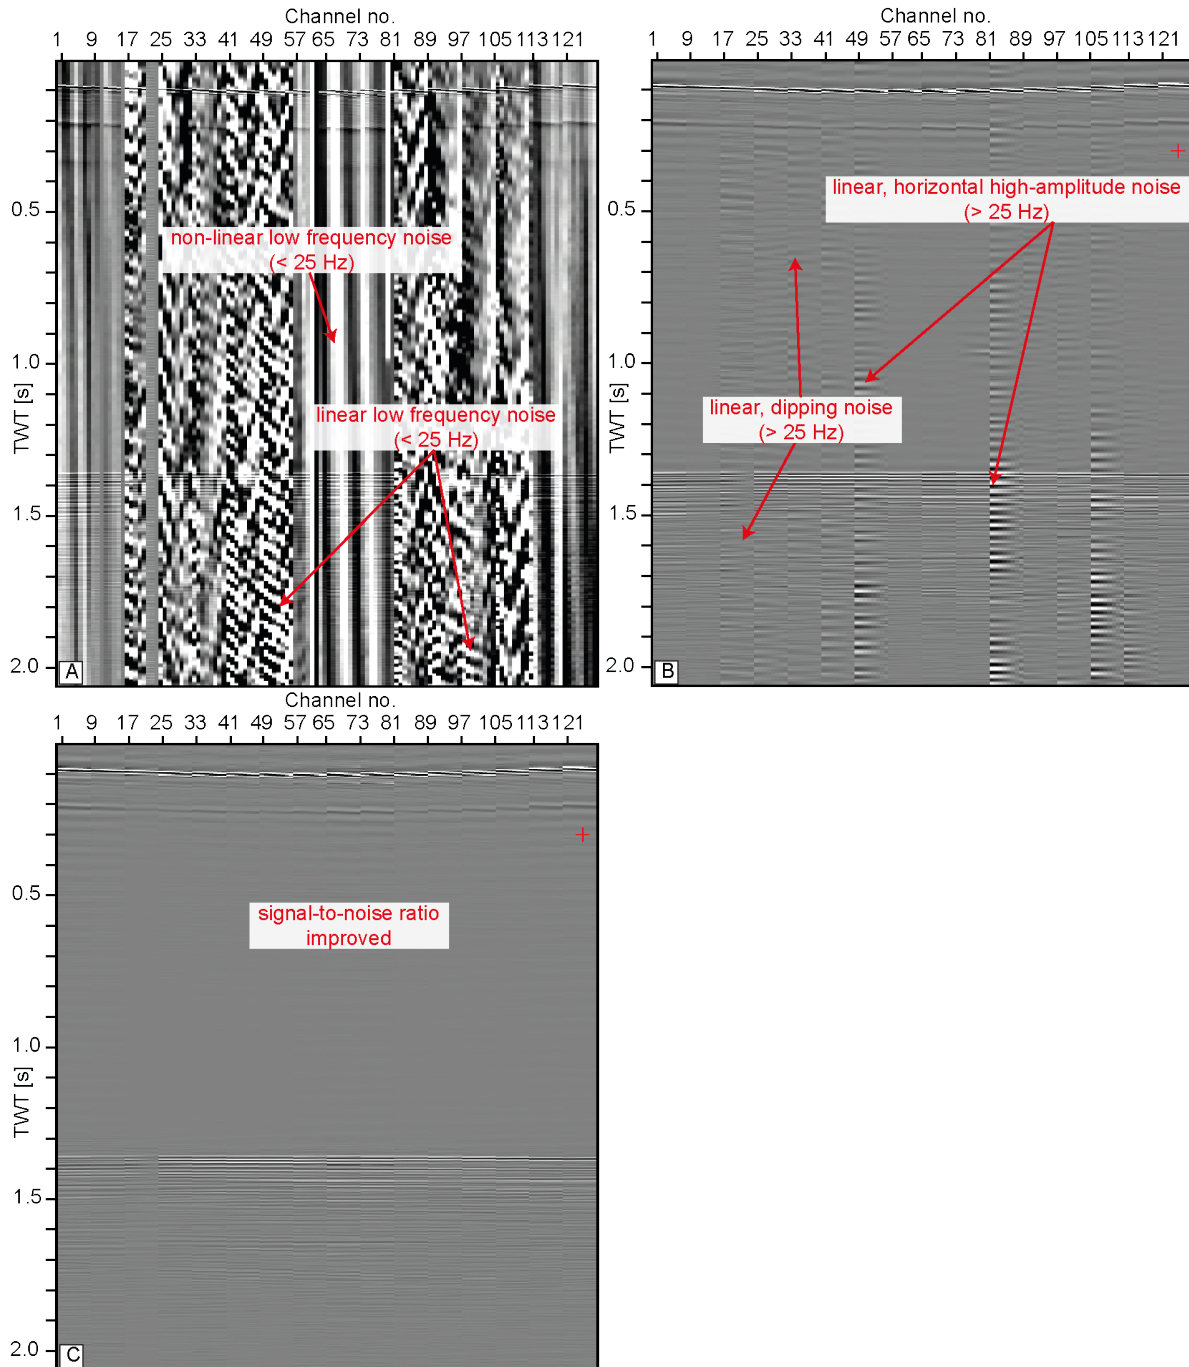 Channel no.
1 9 17 25 33 41 49 57 65 73 81 89 97 105 113 121
0.5
1.0
1.5
2.0
TWT [s]
non-linear low frequency noise
(< 25 Hz)
linear low frequency noise
(< 25 Hz)
A
Channel no.
1 9 17 25 33 41 49 57 65 73 81 89 97 105 113 121
0.5
1.0
1.5
2.0
TWT [s]
linear, horizontal high-amplitude noise
(> 25 Hz)
linear, dipping noise
(> 25 Hz)
B
Channel no.
1 9 17 25 33 41 49 57 65 73 81 89 97 105 113 121
0.5
1.0
1.5
2.0
TWT [s]
signal-to-noise ratio
improved
C